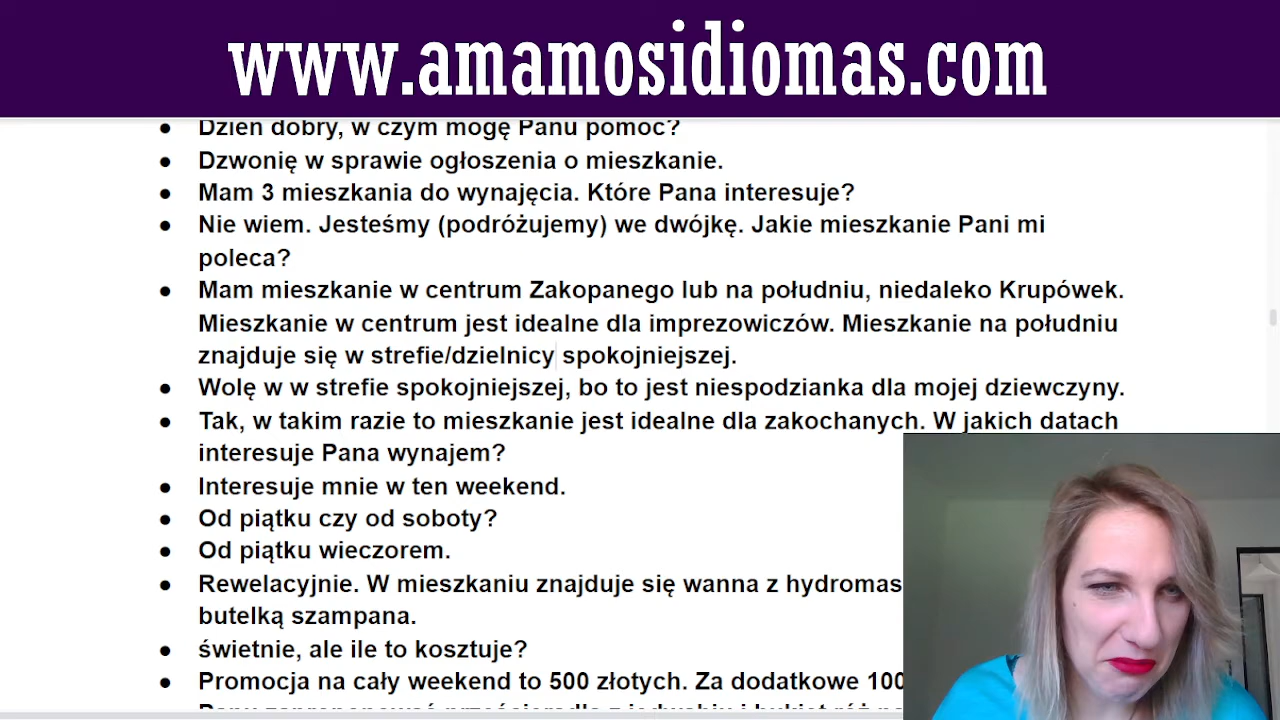 www.amamosidiomas.com
● Dzień dobry, w czym mogę Panu pomóc?
● Dzwonię w sprawie ogłoszenia o mieszkanie.
● Mam 3 mieszkania do wynajęcia. Które Pana interesuje?
● Nie wiem. Jesteśmy (podróżujemy) we dwójkę. Jakie mieszkanie Pani mi
poleca?
● Mam mieszkanie w centrum Zakopanego lub na południu, niedaleko Krupówek.
Mieszkanie w centrum jest idealne dla imprezowiczów. Mieszkanie na południu
znajduje się w strefie/dzielnicy spokojniejszej.
● Wolę w w strefie spokojniejszej, bo to jest niespodzianka dla mojej dziewczyny.
● Tak, w takim razie to mieszkanie jest idealne dla zakochanych. W jakich datach
interesuje Pana wynajem?
● Interesuje mnie w ten weekend.
● Od piątku czy od soboty?
● Od piątku wieczorem.
● Rewelacyjnie. W mieszkaniu znajduje się wanna z hydromas
butelką szampana.
● świetnie, ale ile to kosztuje?
● Promocja na cały weekend to 500 złotych. Za dodatkowe 100